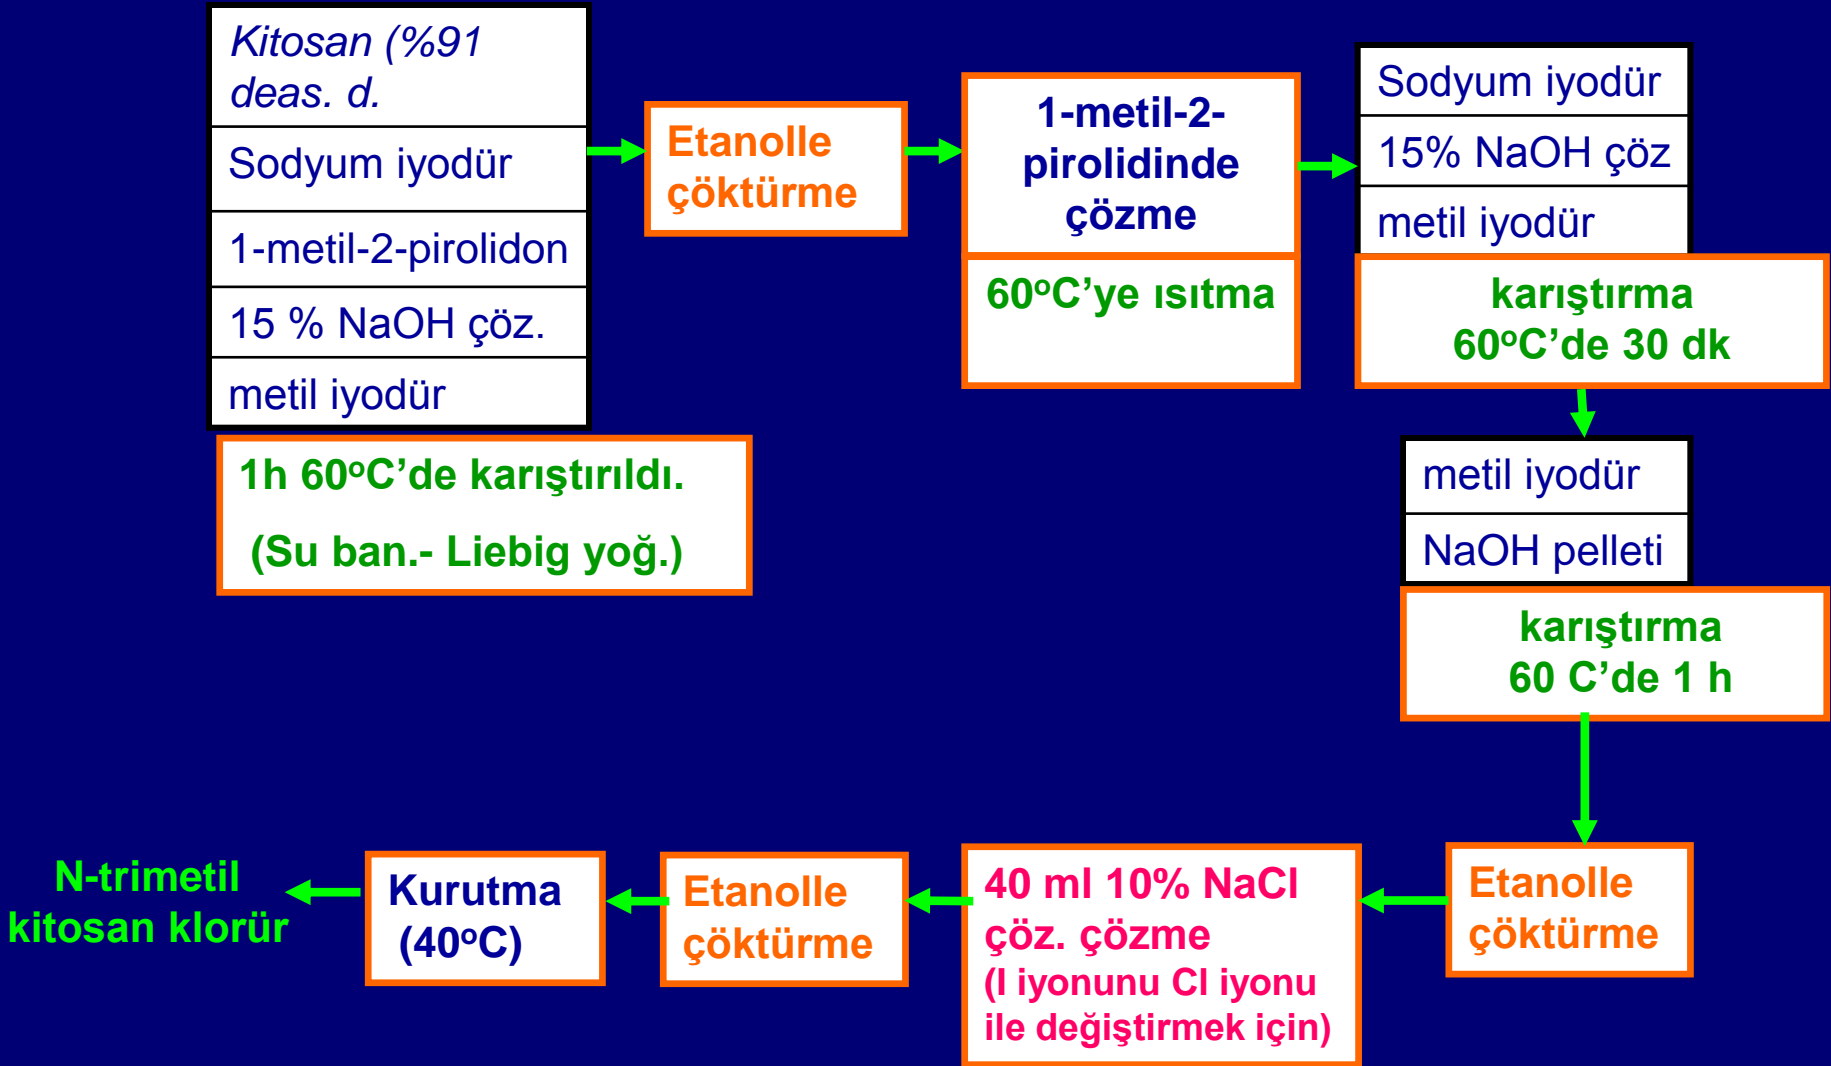 Kitosan (%91
deas. d.
Sodyum iyodür
1-metil-2-pirolidon
15 % NaOH çöz.
metil iyodür
1h 60ºC’de karıştırıldı.
(Su ban.- Liebig yoğ.)
Etanolle
çöktürme
1-metil-2-
pirolidinde
çözme
60ºC’ye ısıtma
Sodyum iyodür
15% NaOH çöz
metil iyodür
karıştırma
60ºC’de 30 dk
metil iyodür
NaOH pelleti
karıştırma
60 C’de 1 h
Etanolle
çöktürme
40 ml 10% NaCl
çöz. çözme
(I iyonunu Cl iyonu
ile değiştirmek için)
Etanolle
çöktürme
Kurutma
(40ºC)
N-trimetil
kitosan klorür